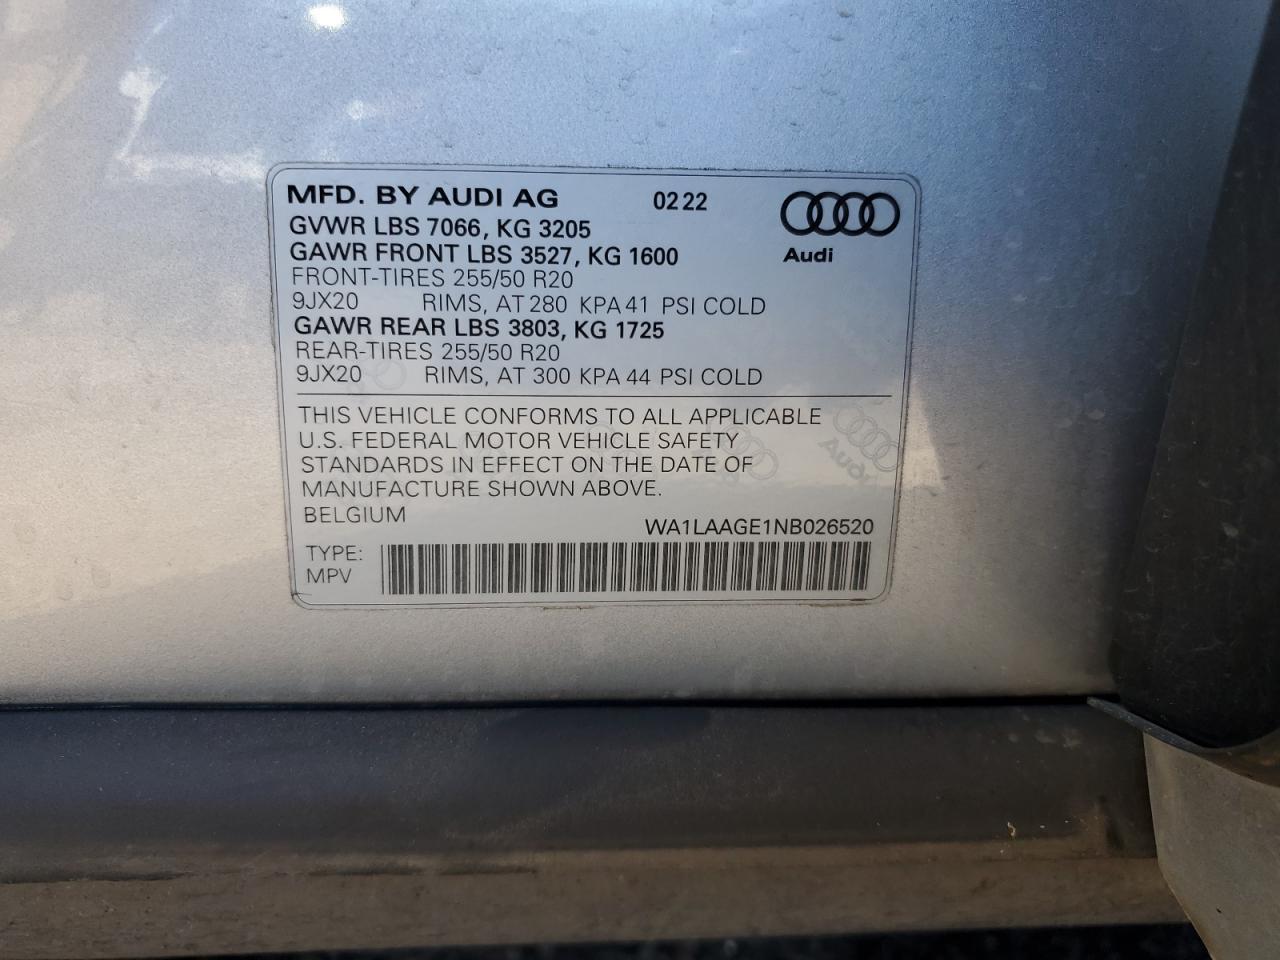 MFD. BY AUDI AG 02 22
GVWR LBS 7066, KG 3205
GAWR FRONT LBS 3527, KG 1600
Audi
FRONT-TIRES 255/50 R20
9JX20 RIMS, AT 280 KPA 41 PSI COLD
GAWR REAR LBS 3803, KG 1725
REAR-TIRES 255/50 R20
9JX20 RIMS, AT 300 KPA 44 PSI COLD
THIS VEHICLE CONFORMS TO ALL APPLICABLE
U.S. FEDERAL MOTOR VEHICLE SAFETY
STANDARDS IN EFFECT ON THE DATE OF
MANUFACTURE SHOWN ABOVE.
Audi
BELGIUM
WA1LAAGE1NB026520
TYPE:
MPV